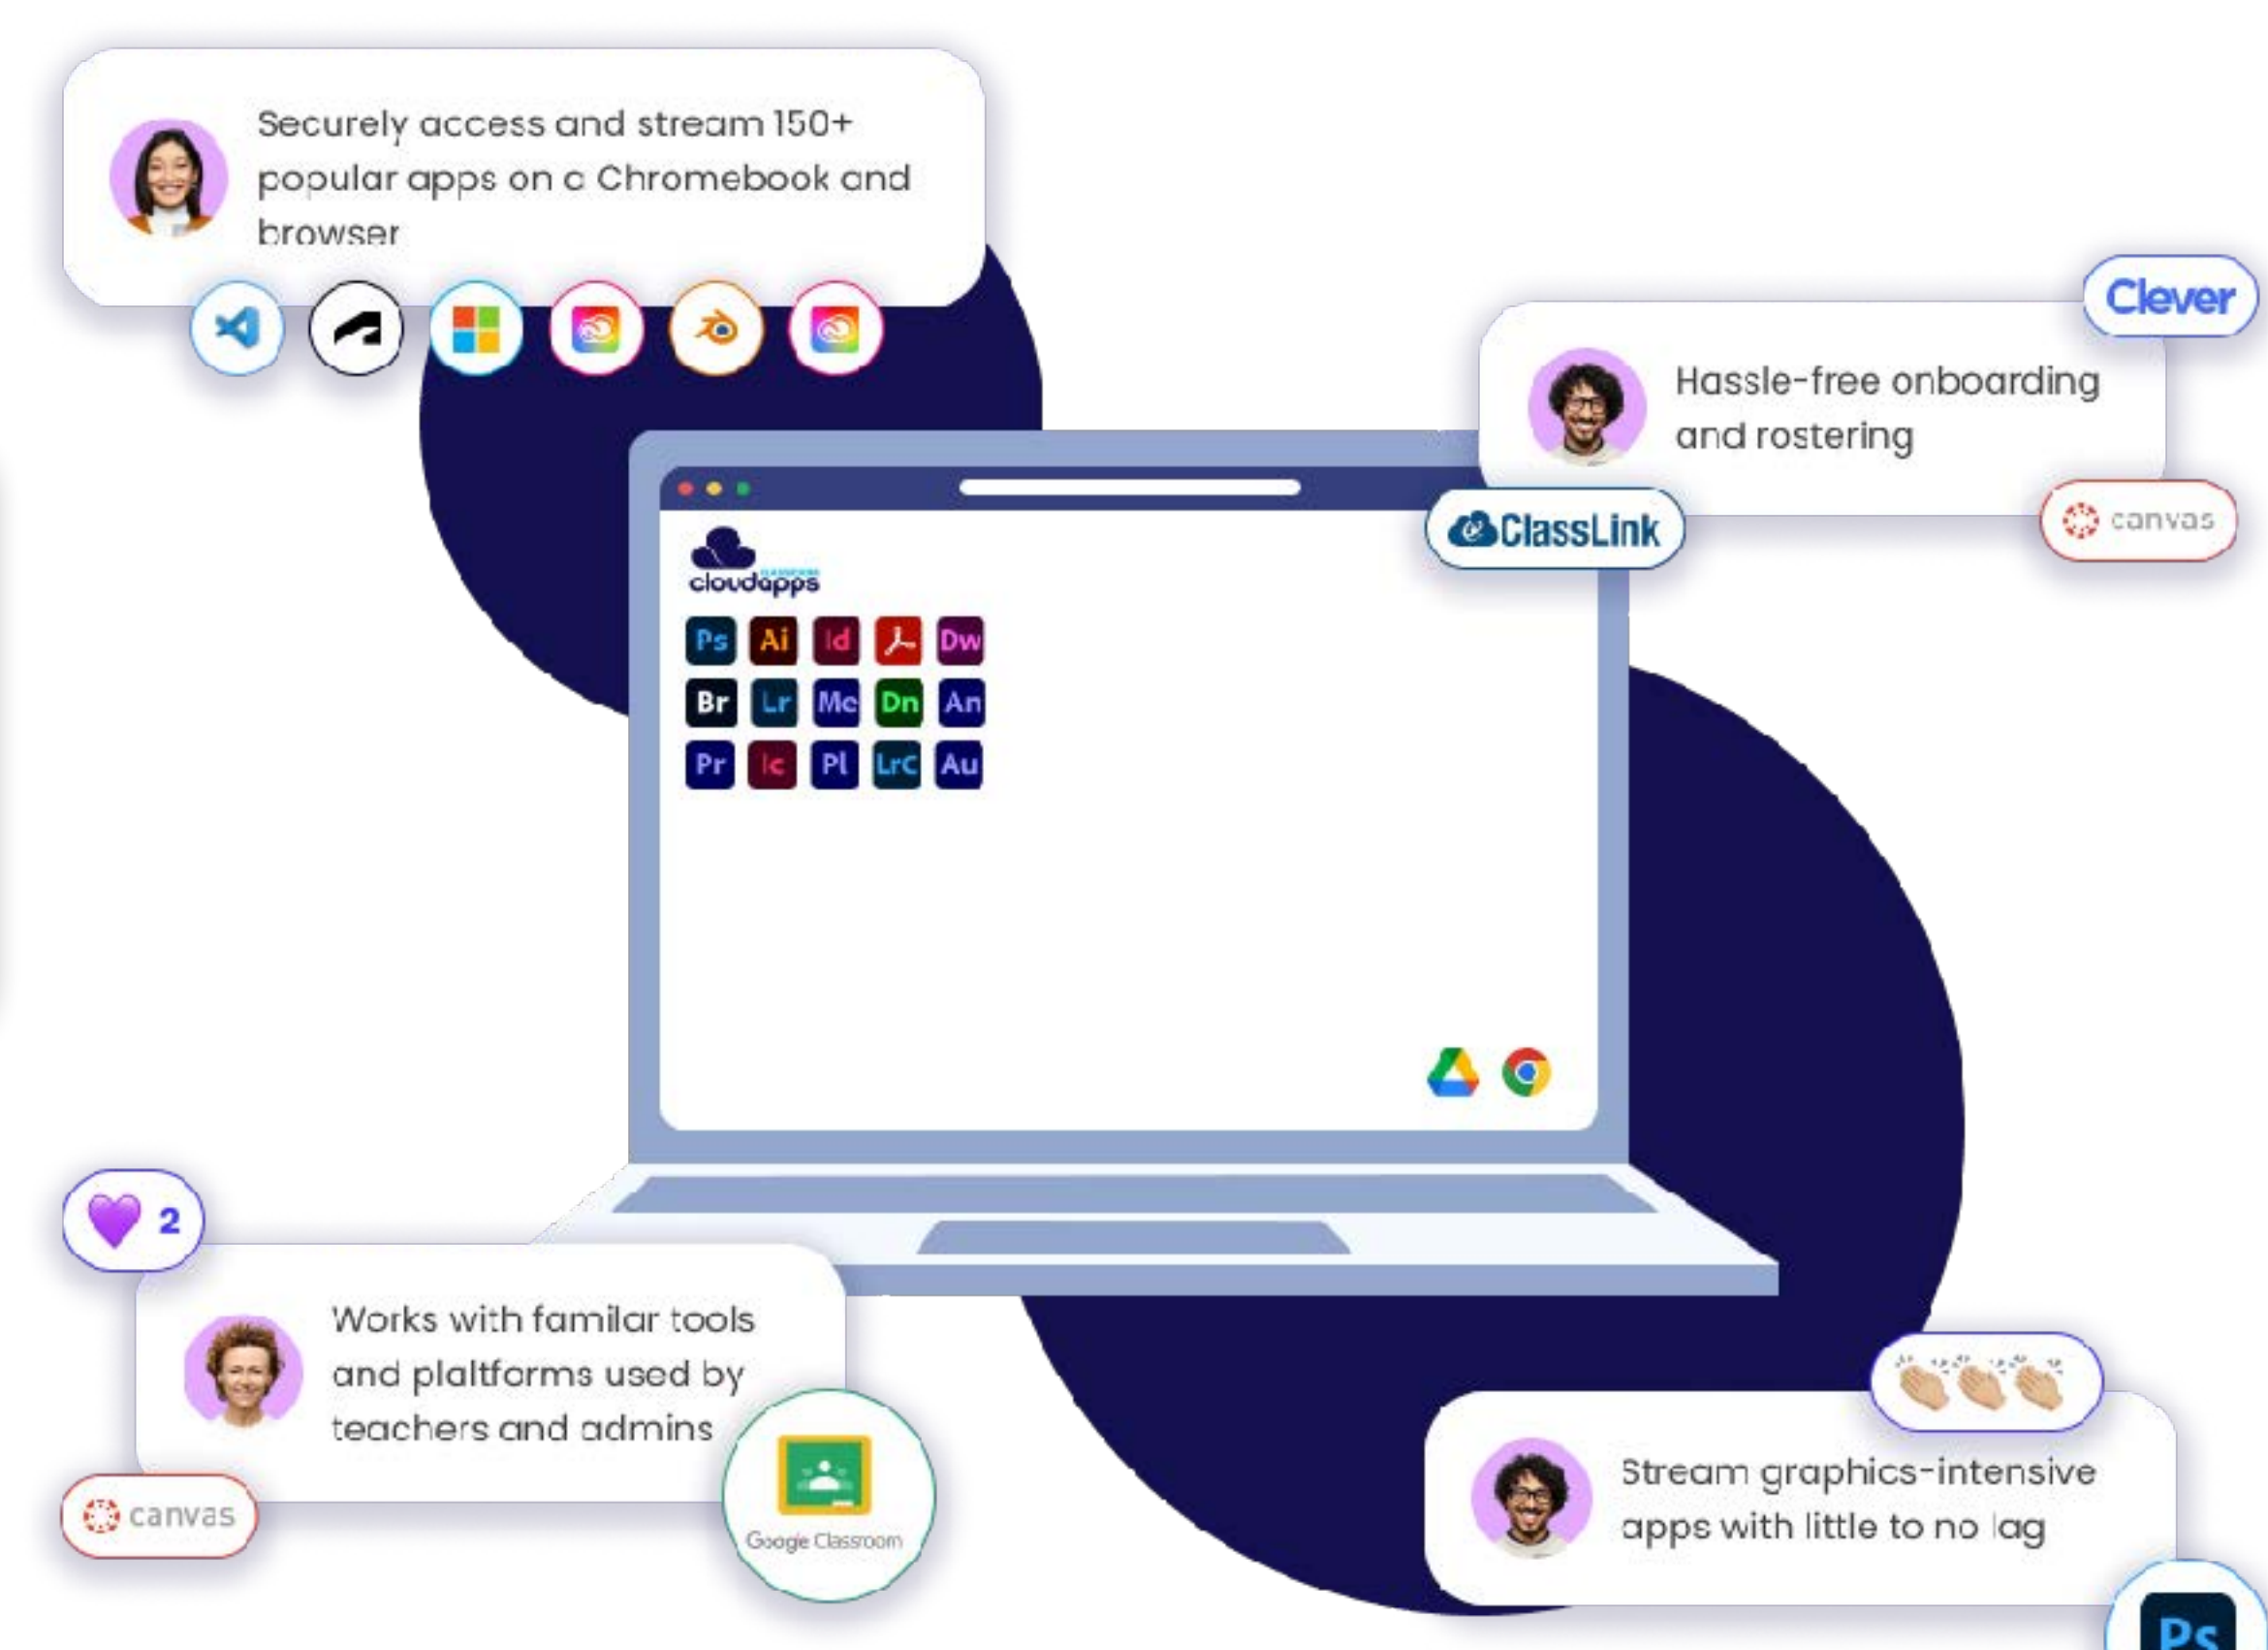 Securely access and stream 150+
popular apps on a Chromebook and
browser
Clever
Hassle-free onboarding
and rostering
ClassLink
canvas
cloudapps
Ps Ai Id Dw
Br Lr Me Dn An
Pr Ic Pl LrC Au
2
Works with familar tools
and plaltforms used by
teachers and admins
canvas
Google Classroom
Stream graphics-intensive
apps with little to no lag
Ps